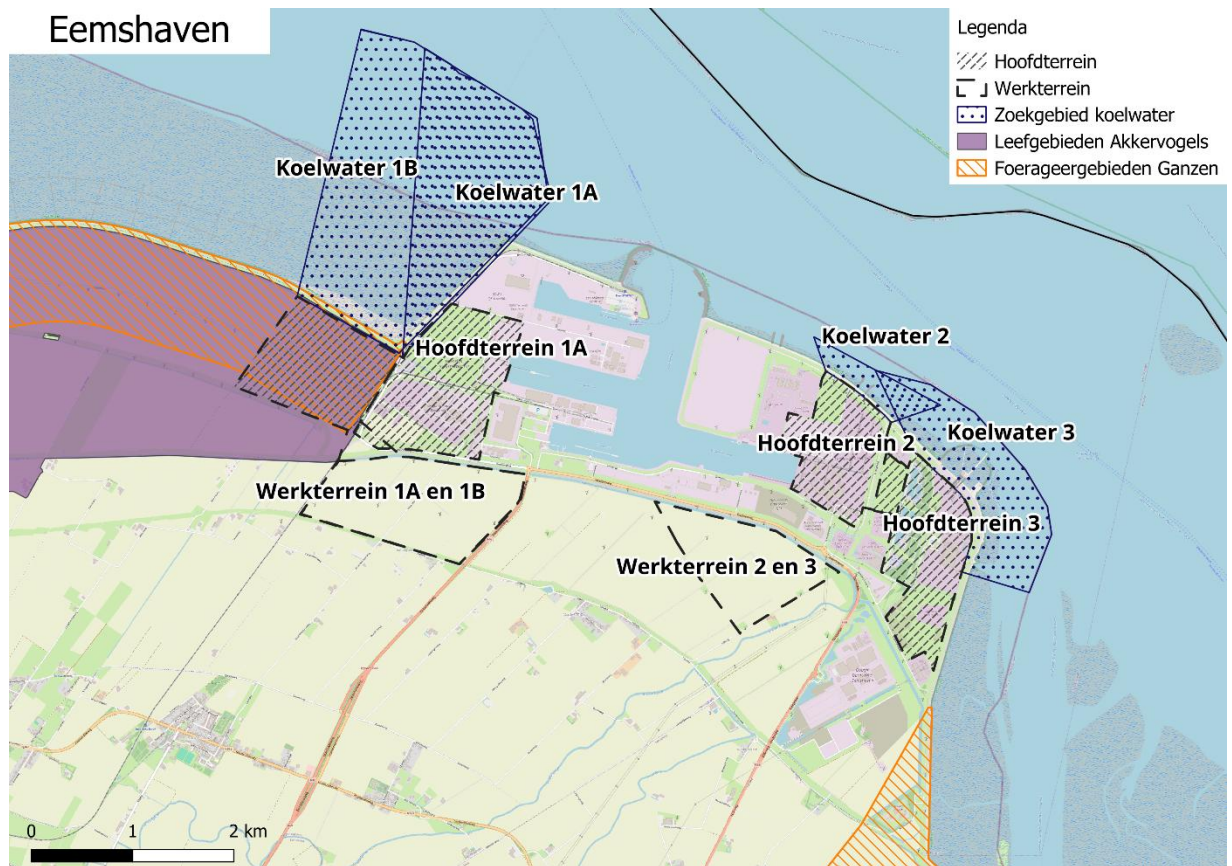 Eemshaven
Legenda
Hoofdterrein
Werkterrein
Zoekgebied koelwater
Leefgebieden Akkervogels
Foerageergebieden Ganzen
Koelwater 1B
Koelwater 1A
Hoofdterrein 1A
Koelwater 2
Koelwater 3
Hoofdterrein 2
Hoofdterrein 3
Werkterrein 1A en 1B
Werkterrein 2 en 3
0 1 2 km